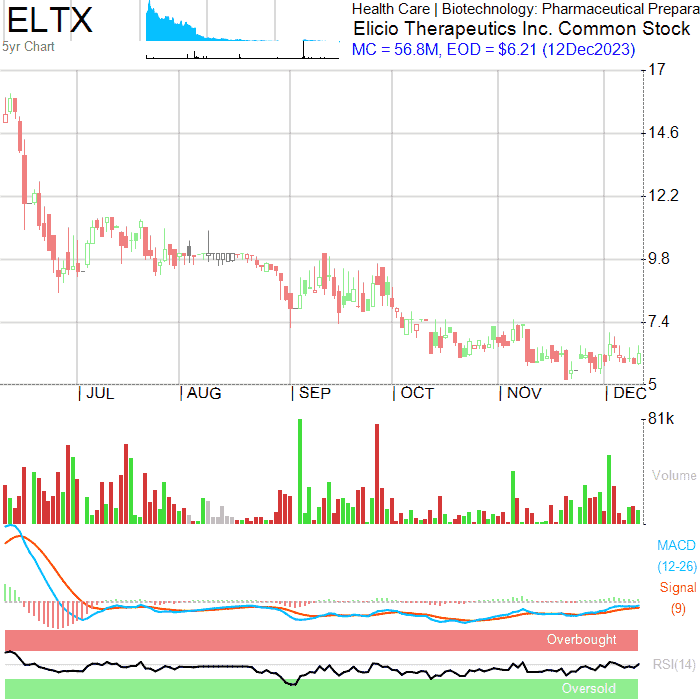 ELTX
5yr Chart
Health Care | Biotechnology: Pharmaceutical Prepara
Elicio Therapeutics Inc. Common Stock
MC = 56.8M, EOD = $6.21 (12Dec2023)
17
14.6
12.2
9.8
7.4
5
JUL
AUG
SEP
OCT
NOV
DEC
81k
Volume
MACD
(12-26)
Signal
(9)
Overbought
RSI(14)
Oversold